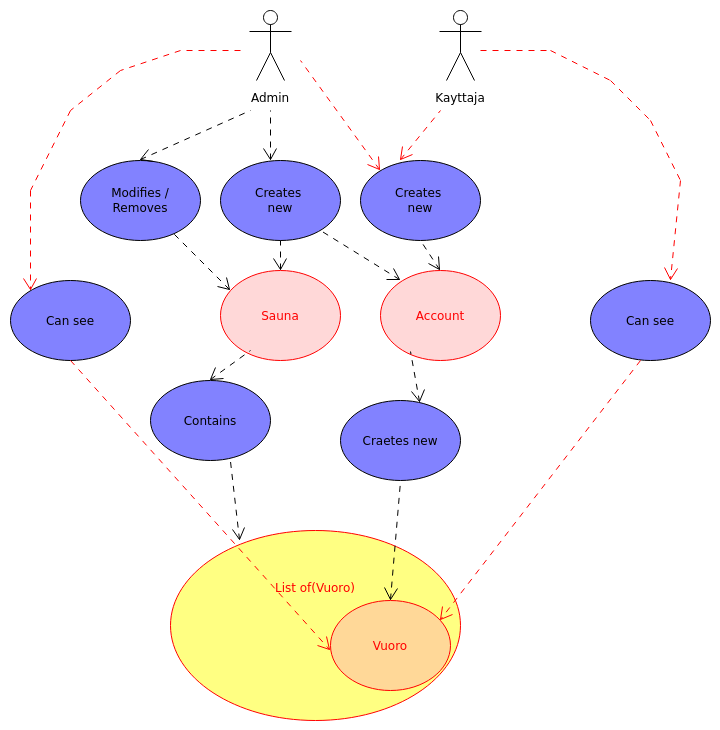 Admin
Kayttaja
Modifies /
Removes
Creates
new
Creates
new
Can see
Sauna
Account
Can see
Contains
Craetes new
List of(Vuoro)
Vuoro